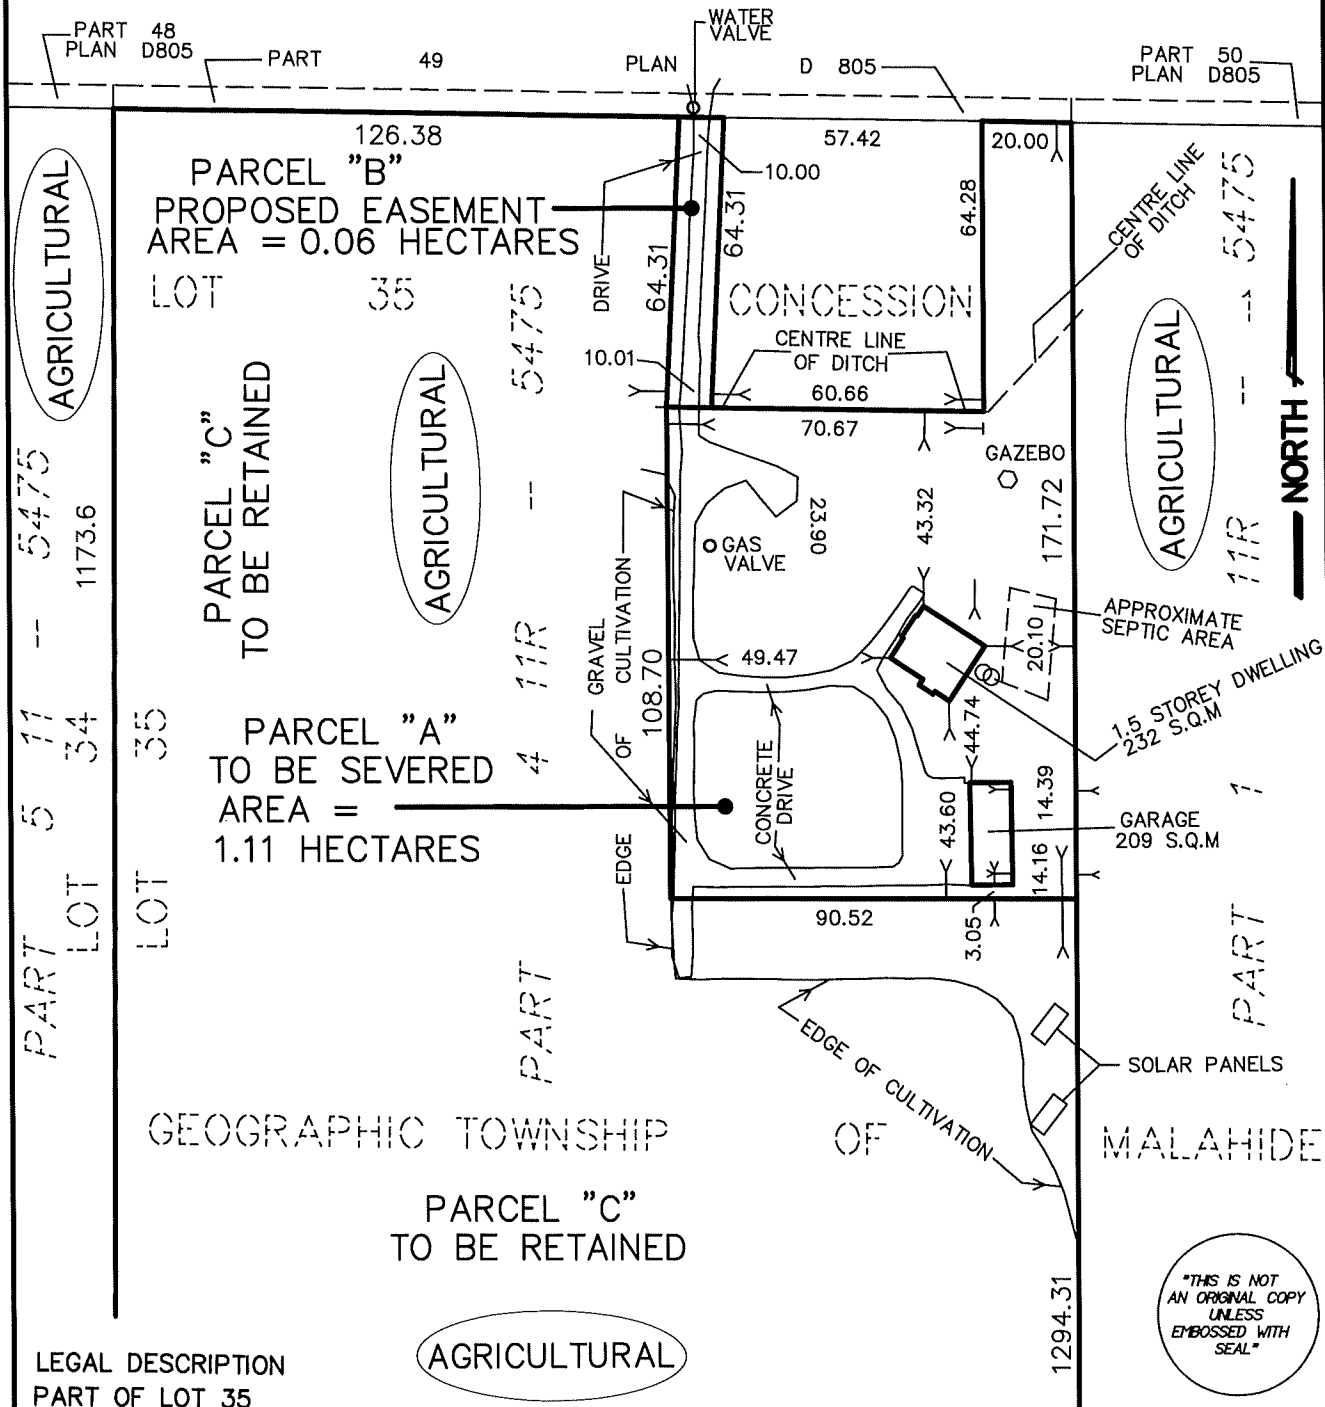 PART 48
PLAN D805
PART 49 PLAN D 805
WATER
VALVE
PART 50
PLAN D805
126.38
57.42
20.00
10.00
PARCEL "B"
PROPOSED EASEMENT
AREA = 0.06 HECTARES
DRIVE
64.31
64.31
64.28
CENTRE LINE
OF DITCH
AGRICULTURAL
LOT 35
CONCESSION
CENTRE LINE
OF DITCH
10.01
60.66
70.67
PARCEL "C"
TO BE RETAINED
AGRICULTURAL
AGRICULTURAL
NORTH
GAZEBO
GAS
VALVE
23.90
43.32
171.72
1173.6
GRAVEL
EDGE OF CULTIVATION
108.70
49.47
20.10
APPROXIMATE
SEPTIC AREA
1.5 STOREY DWELLING
232 S.Q.M
PARCEL "A"
TO BE SEVERED
AREA =
1.11 HECTARES
CONCRETE
DRIVE
44.74
43.60
14.39
14.16
GARAGE
209 S.Q.M
90.52
3.05
PART 5 11 -- 5475
LOT 34
LOT 35
PART 4 11R -- 5475
PART 1 11R -- 5475
EDGE OF CULTIVATION
SOLAR PANELS
GEOGRAPHIC TOWNSHIP OF MALAHIDE
PARCEL "C"
TO BE RETAINED
AGRICULTURAL
1294.31
"THIS IS NOT
AN ORIGINAL COPY
UNLESS
EMBOSSED WITH
SEAL"
LEGAL DESCRIPTION
PART OF LOT 35